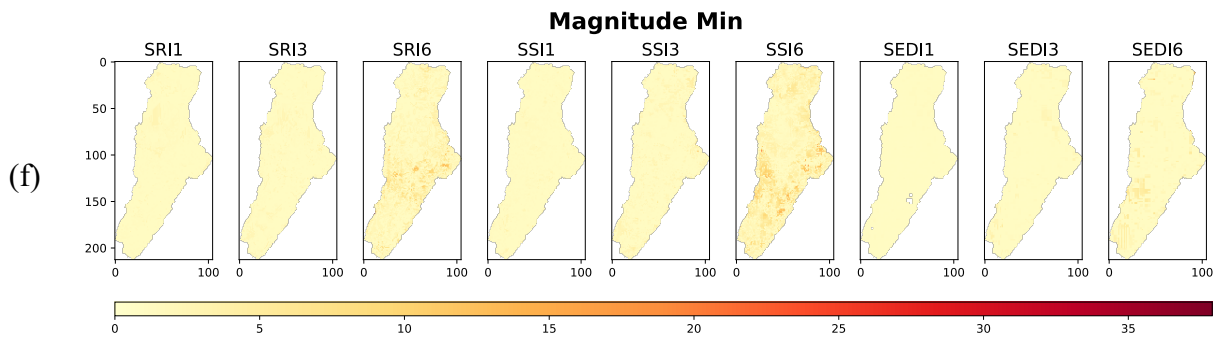 Magnitude Min
SRI1 SRI3 SRI6 SSI1 SSI3 SSI6 SEDI1 SEDI3 SEDI6
0
50
100
150
200
(f)
0 100 0 100 0 100 0 100 0 100 0 100 0 100 0 100 0 100
0 5 10 15 20 25 30 35